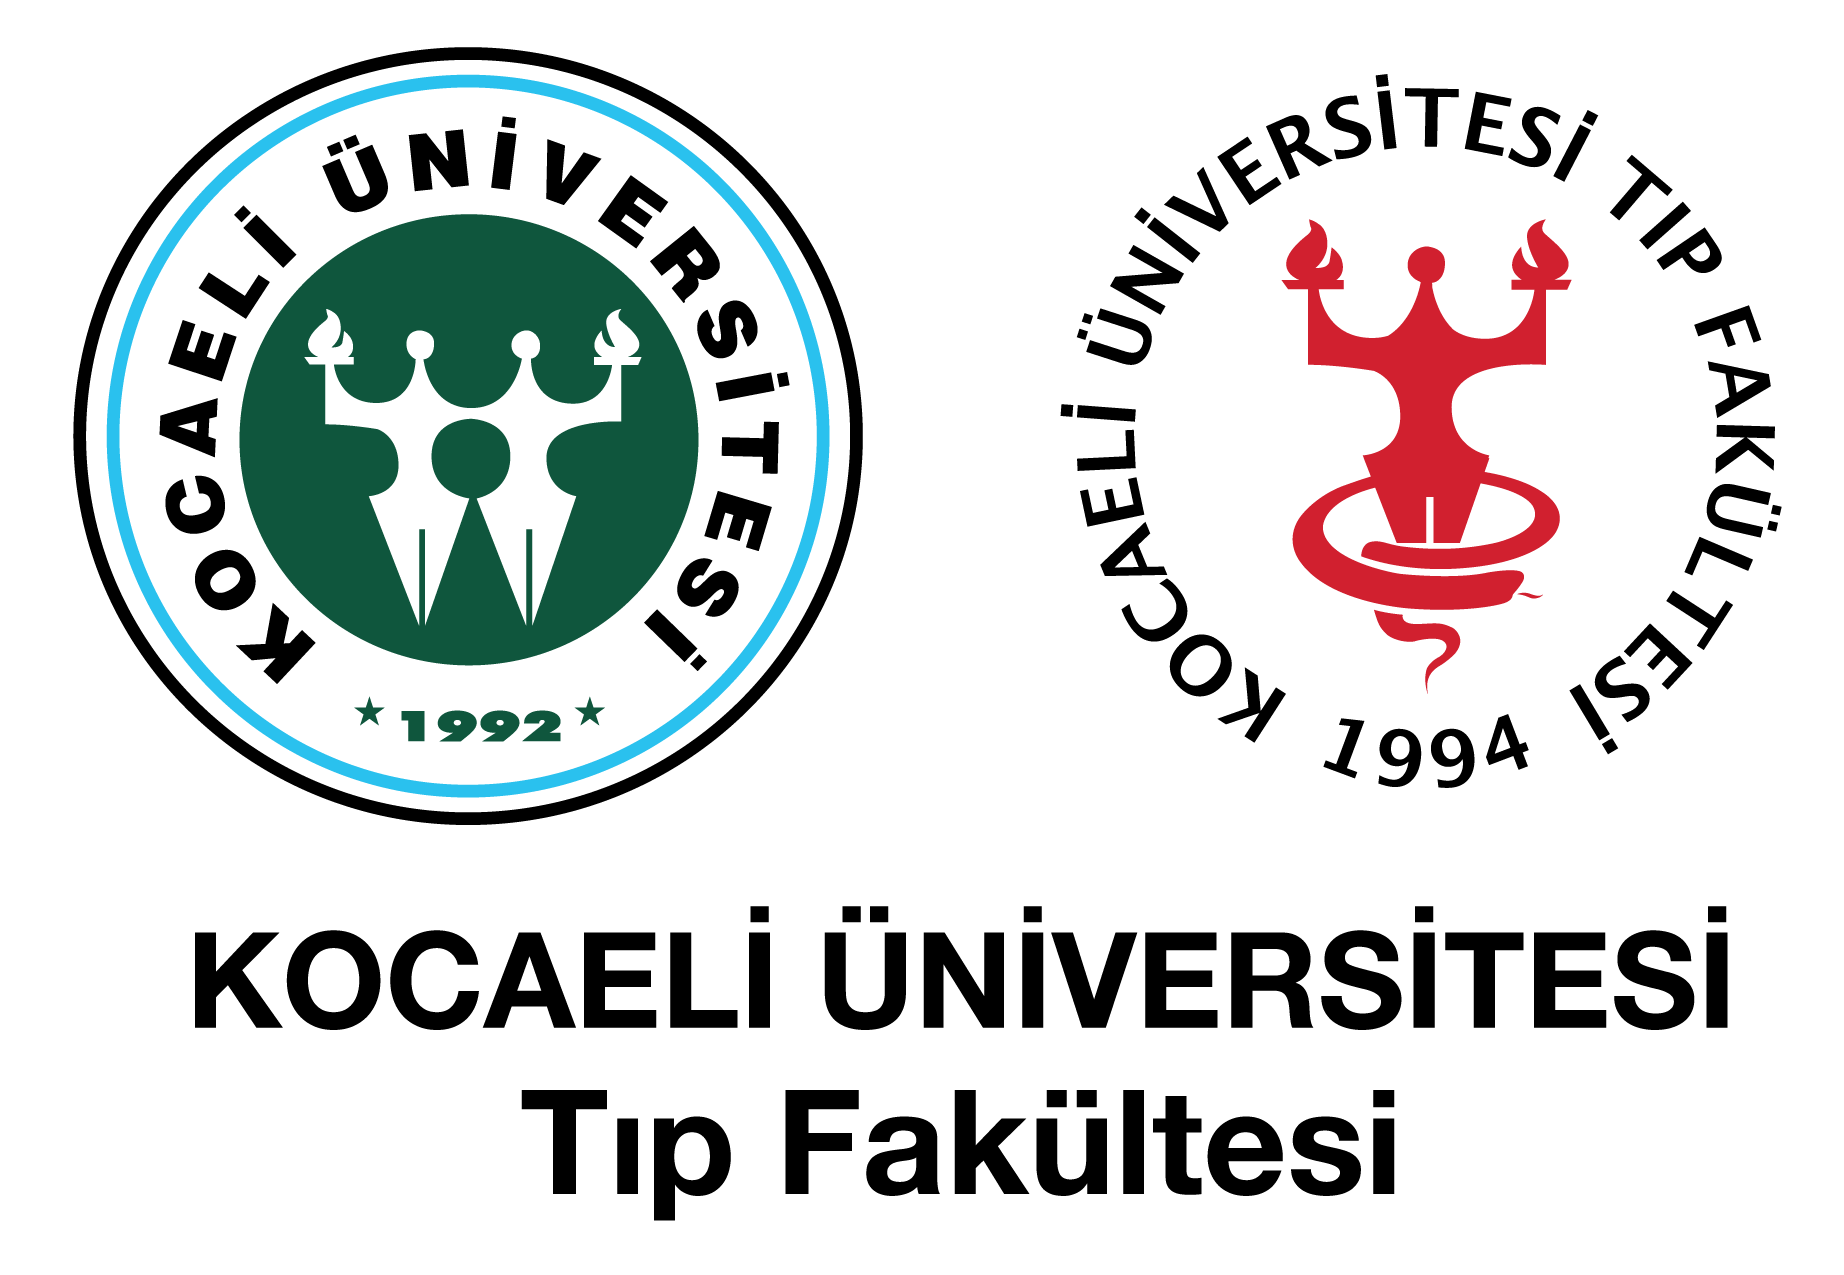 KOCAELİ ÜNİVERSİTESİ
1992
KOCAELİ ÜNİVERSİTESİ TIP FAKÜLTESİ
1994
KOCAELİ ÜNİVERSİTESİ
Tıp Fakültesi